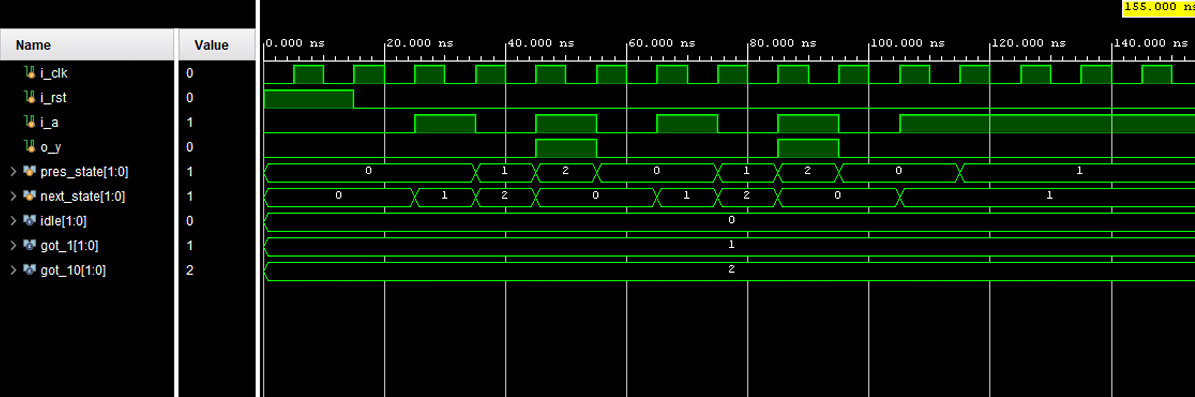 155.000 ns
Name Value
0.000 ns 20.000 ns 40.000 ns 60.000 ns 80.000 ns 100.000 ns 120.000 ns 140.000 ns
i_clk 0
i_rst 0
i_a 1
o_y 0
pres_state[1:0] 1 0 1 2 0 1 2 0 1
next_state[1:0] 1 0 1 2 0 1 2 0 1
idle[1:0] 0 0
got_1[1:0] 1 1
got_10[1:0] 2 2